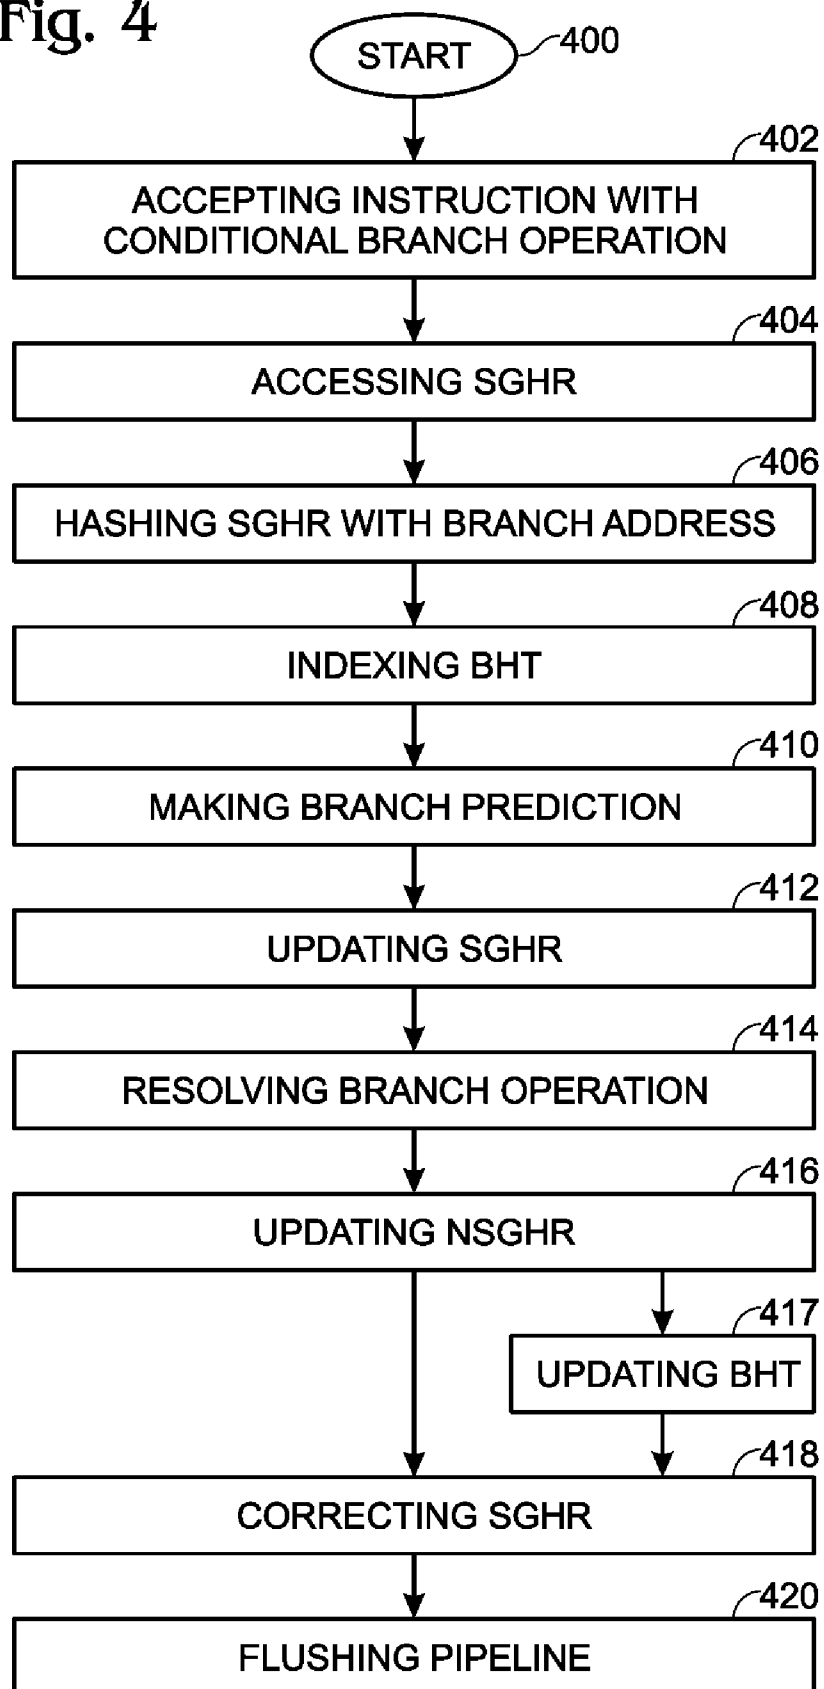 Fig. 4
START
400
402
ACCEPTING INSTRUCTION WITH
CONDITIONAL BRANCH OPERATION
404
ACCESSING SGHR
406
HASHING SGHR WITH BRANCH ADDRESS
408
INDEXING BHT
410
MAKING BRANCH PREDICTION
412
UPDATING SGHR
414
RESOLVING BRANCH OPERATION
416
UPDATING NSGHR
417
UPDATING BHT
418
CORRECTING SGHR
420
FLUSHING PIPELINE